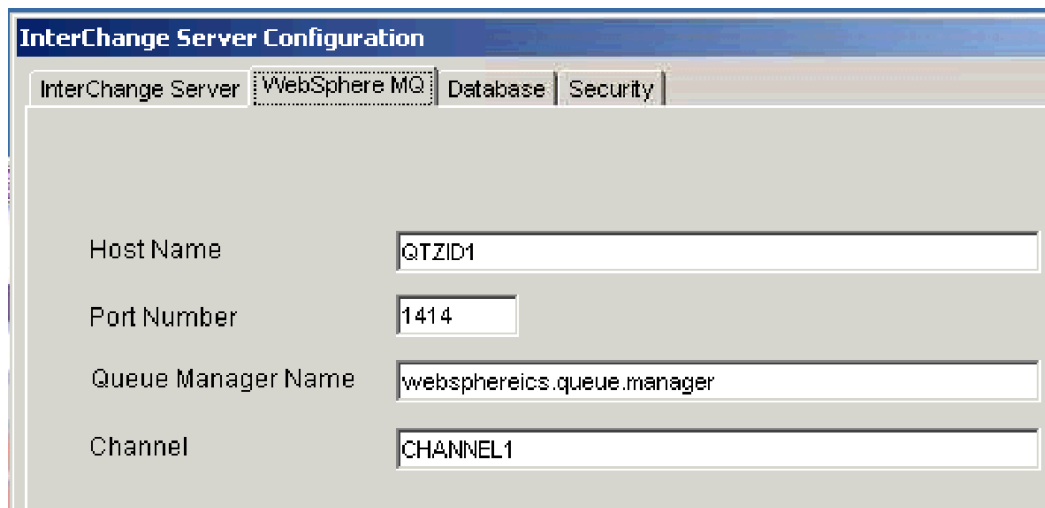 InterChange Server Configuration
InterChange Server WebSphere MQ Database Security
Host Name QTZID1
Port Number 1414
Queue Manager Name websphereics.queue.manager
Channel CHANNEL1